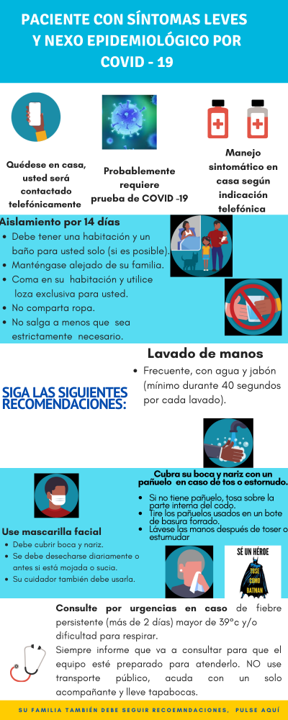 PACIENTE CON SÍNTOMAS LEVES
Y NEXO EPIDEMIOLÓGICO POR
COVID - 19
Quédese en casa,
usted será
contactado
telefónicamente
Probablemente
requiere
prueba de COVID -19
Manejo
sintomático en
casa según
indicación
telefónica
Aislamiento por 14 días
• Debe tener una habitación y un
baño para usted solo (si es posible).
• Manténgase alejado de su familia.
• Coma en su habitación y utilice
loza exclusiva para usted.
• No comparta ropa.
• No salga a menos que sea
estrictamente necesario.
Lavado de manos
• Frecuente, con agua y jabón
(mínimo durante 40 segundos
por cada lavado).
SIGA LAS SIGUIENTES
RECOMENDACIONES:
Cubra su boca y nariz con un
pañuelo en caso de tos o estornudo.
• Si no tiene pañuelo, tosa sobre la
parte interna del codo.
• Tire los pañuelos usados en un bote
de basura forrado.
• Lávese las manos después de toser o
estornudar
Use mascarilla facial
• Debe cubrir boca y nariz.
• Se debe desecharse diariamente o
antes si está mojada o sucia.
• Su cuidador también debe usarla.
SÉ UN HÉROE
TOSE
COMO
BATMAN
Consulte por urgencias en caso de fiebre
persistente (más de 2 días) mayor de 39°c y/o
dificultad para respirar.
Siempre informe que va a consultar para que el
equipo esté preparado para atenderlo. NO use
transporte público, acuda con un solo
acompañante y lleve tapabocas.
SU FAMILIA TAMBIÉN DEBE SEGUIR RECOEMNDACIONES, PULSE AQUÍ